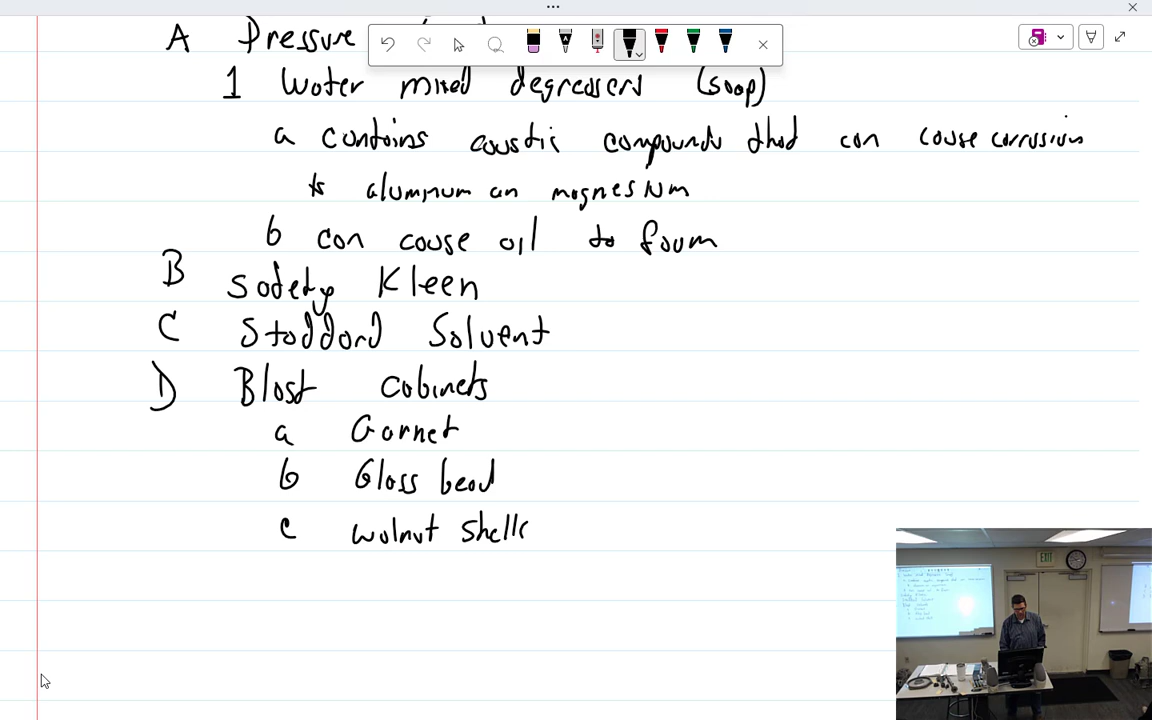 A Pressure
1 Water mixed degreasers (soap)
a contains caustic compounds that can cause corrosion
to aluminum an magnesium
b can cause oil to foam
B Safety Kleen
C Stoddard Solvent
D Blast cabinets
a Garnet
b Glass bead
c walnut shells
EXIT